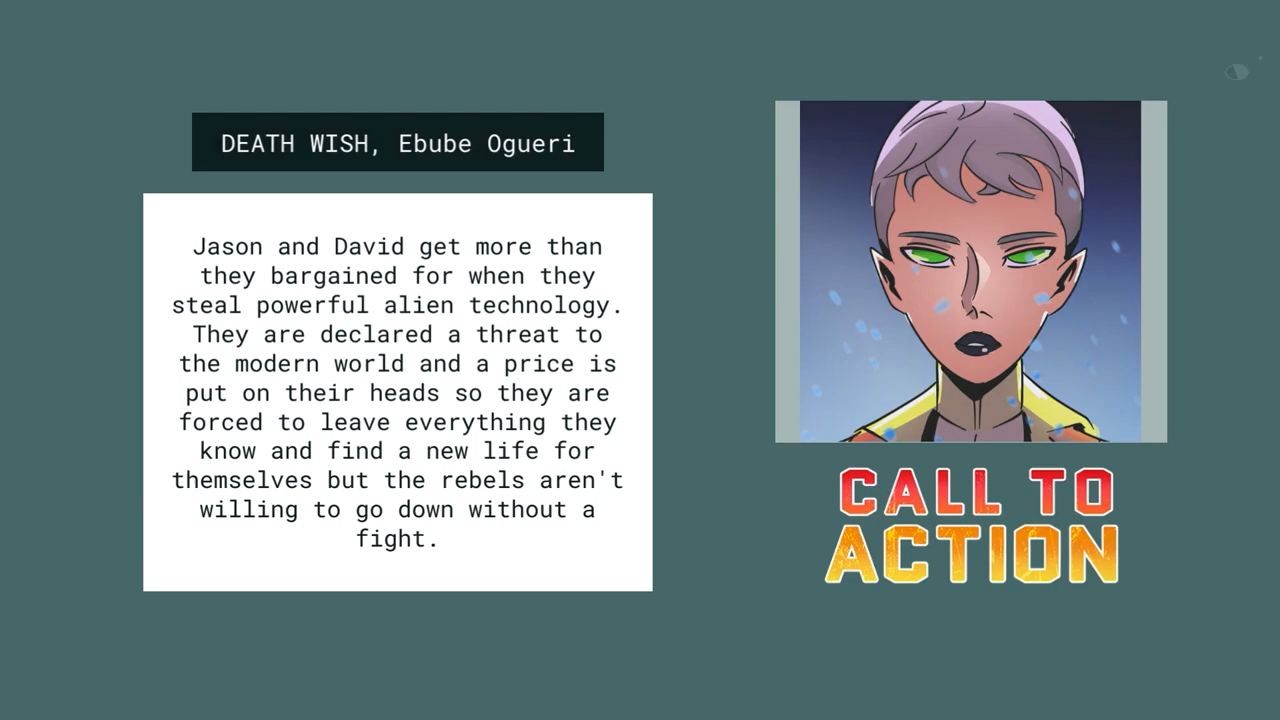 DEATH WISH, Ebube Ogueri
Jason and David get more than
they bargained for when they
steal powerful alien technology.
They are declared a threat to
the modern world and a price is
put on their heads so they are
forced to leave everything they
know and find a new life for
themselves but the rebels aren't
willing to go down without a
fight.
CALL TO
ACTION